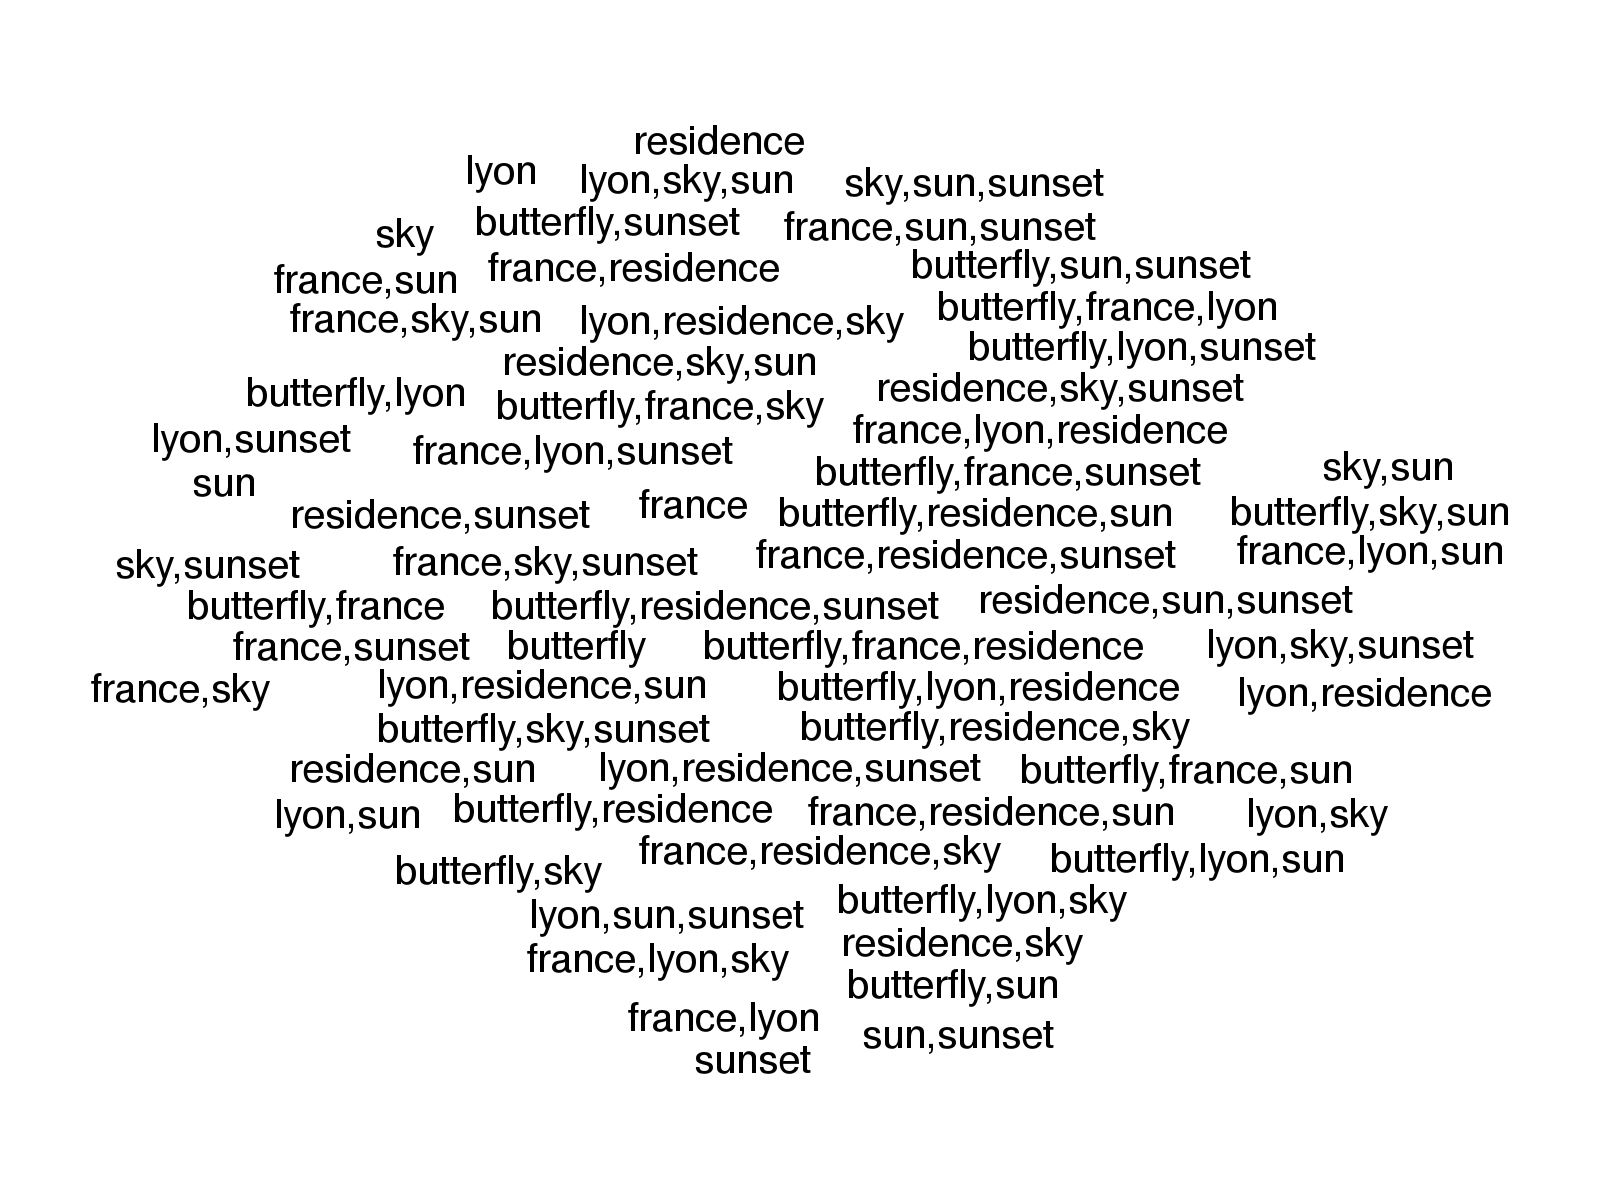 residence
lyon
lyon,sky,sun
sky,sun,sunset
butterfly,sunset
france,sun,sunset
sky
france,residence
butterfly,sun,sunset
france,sun
butterfly,france,lyon
france,sky,sun
lyon,residence,sky
butterfly,lyon,sunset
residence,sky,sun
residence,sky,sunset
butterfly,lyon
butterfly,france,sky
france,lyon,residence
lyon,sunset
france,lyon,sunset
butterfly,france,sunset
sky,sun
sun
france
residence,sunset
butterfly,residence,sun
butterfly,sky,sun
sky,sunset
france,sky,sunset
france,residence,sunset
france,lyon,sun
butterfly,france
butterfly,residence,sunset
residence,sun,sunset
france,sunset
butterfly
butterfly,france,residence
lyon,sky,sunset
france,sky
lyon,residence,sun
butterfly,lyon,residence
lyon,residence
butterfly,sky,sunset
butterfly,residence,sky
residence,sun
lyon,residence,sunset
butterfly,france,sun
lyon,sun
butterfly,residence
france,residence,sun
lyon,sky
butterfly,sky
france,residence,sky
butterfly,lyon,sun
lyon,sun,sunset
butterfly,lyon,sky
france,lyon,sky
residence,sky
butterfly,sun
france,lyon
sun,sunset
sunset